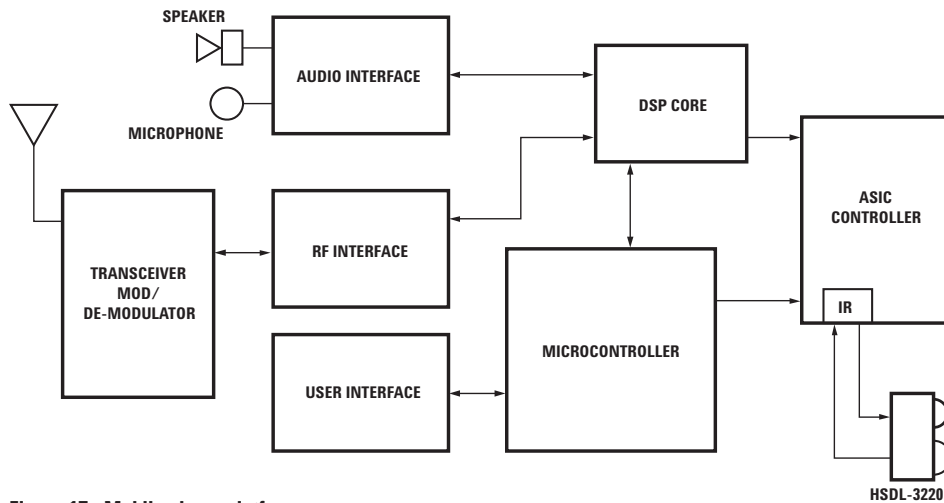 SPEAKER
AUDIO INTERFACE
MICROPHONE
DSP CORE
ASIC
CONTROLLER
RF INTERFACE
TRANSCEIVER
MOD/
DE-MODULATOR
IR
MICROCONTROLLER
USER INTERFACE
HSDL-3220